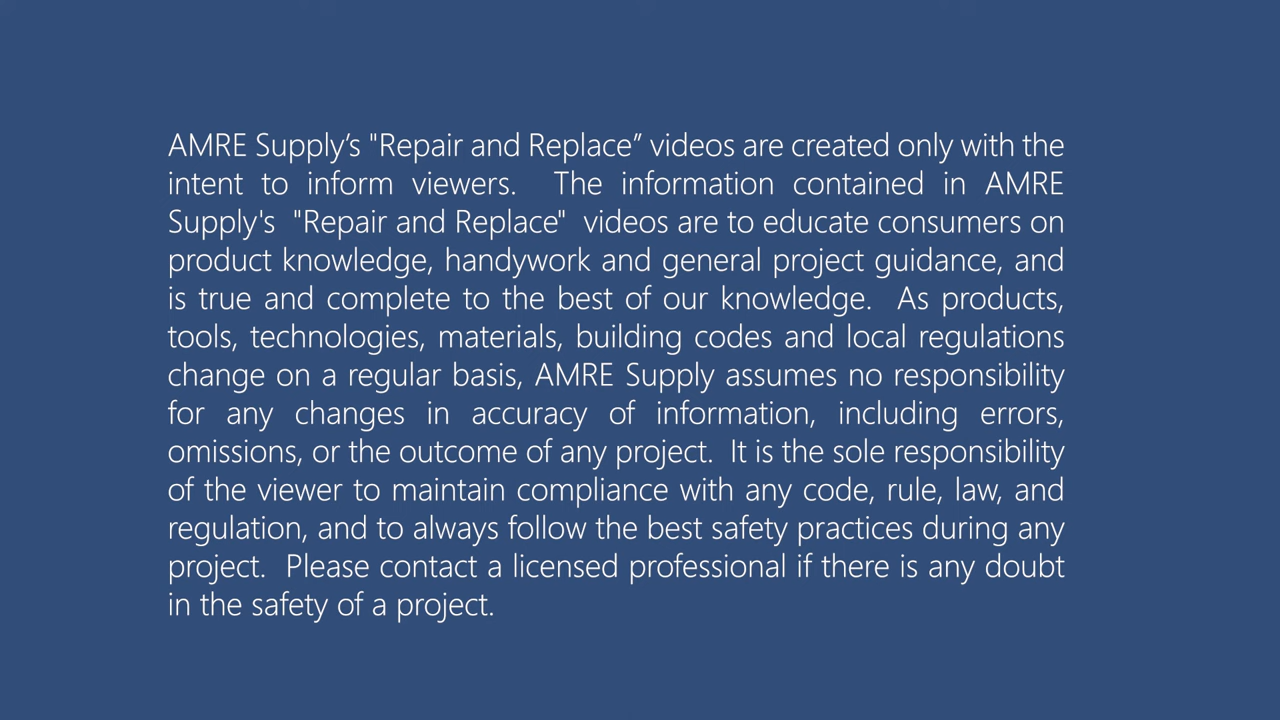 AMRE Supply’s "Repair and Replace” videos are created only with the
intent to inform viewers.  The information contained in AMRE
Supply's  "Repair and Replace"  videos are to educate consumers on
product knowledge, handywork and general project guidance, and
is true and complete to the best of our knowledge.  As products,
tools, technologies, materials, building codes and local regulations
change on a regular basis, AMRE Supply assumes no responsibility
for any changes in accuracy of information, including errors,
omissions, or the outcome of any project.  It is the sole responsibility
of the viewer to maintain compliance with any code, rule, law, and
regulation, and to always follow the best safety practices during any
project.  Please contact a licensed professional if there is any doubt
in the safety of a project.